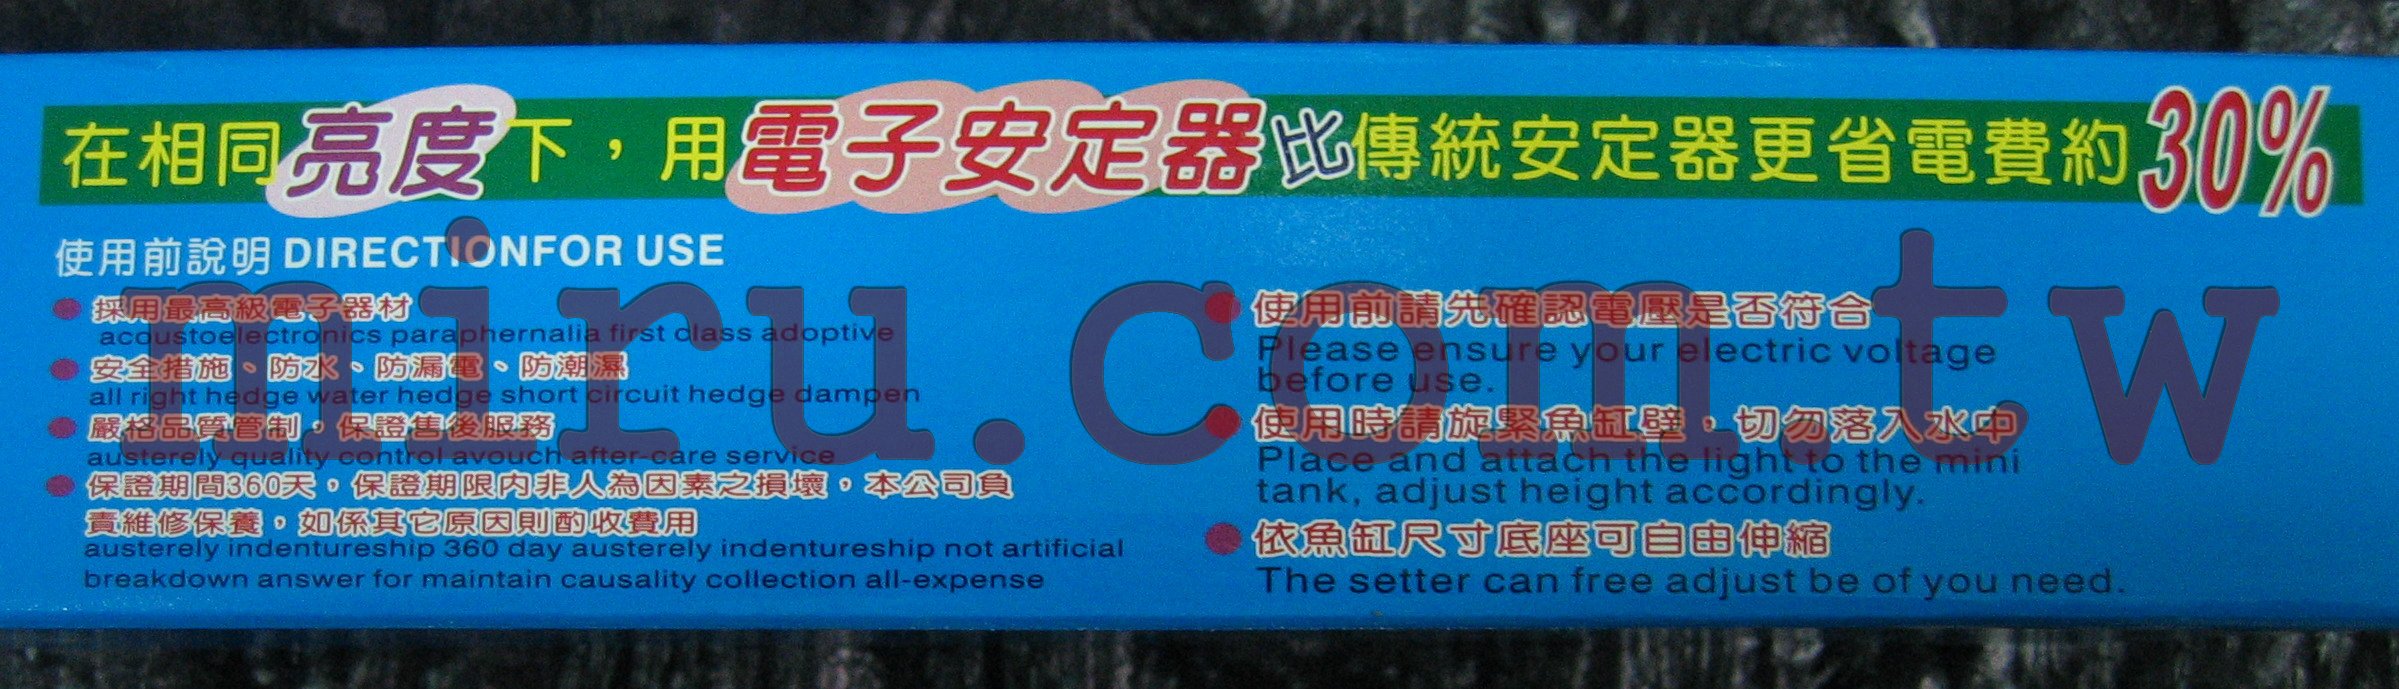 在相同亮度下，用電子安定器比傳統安定器更省電費約30%
使用前說明 DIRECTIONFOR USE
採用最高級電子器材
acoustoelectronics paraphernalia first class adoptive
安全措施、防水、防漏電、防潮濕
all right hedge water hedge short circuit hedge dampen
嚴格品質管制，保證售後服務
austerely quality control avouch after-care service
保證期間360天，保證期限內非人為因素之損壞，本公司負
責維修保養，如係其它原因則酌收費用
austerely indentureship 360 day austerely indentureship not artificial
breakdown answer for maintain causality collection all-expense
使用前請先確認電壓是否符合
Please ensure your electric voltage
before use.
使用時請旋緊魚缸壁，切勿落入水中
Place and attach the light to the mini
tank, adjust height accordingly.
依魚缸尺寸底座可自由伸縮
The setter can free adjust be of you need.
miru.com.tw